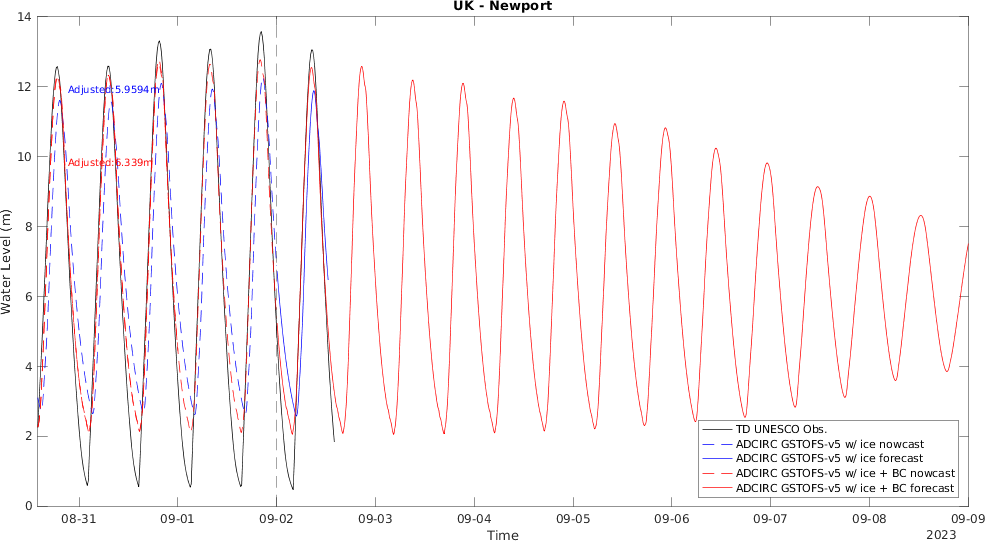 UK - Newport
14
12
10
8
6
4
2
0
Water Level (m)
Adjusted:5.9594m
Adjusted:6.339m
TD UNESCO Obs.
ADCIRC GSTOFS-v5 w/ ice nowcast
ADCIRC GSTOFS-v5 w/ ice forecast
ADCIRC GSTOFS-v5 w/ ice + BC nowcast
ADCIRC GSTOFS-v5 w/ ice + BC forecast
08-31 09-01 09-02 09-03 09-04 09-05 09-06 09-07 09-08 09-09
Time
2023